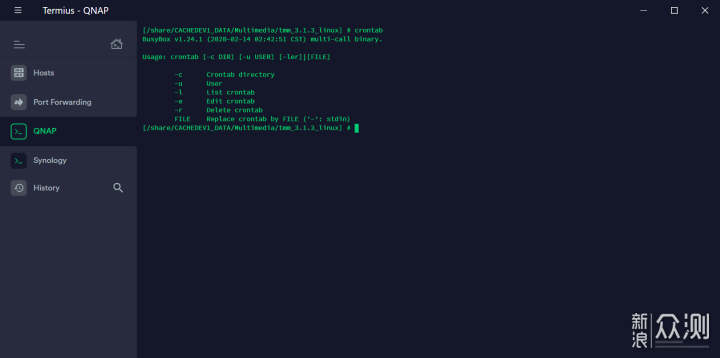 Termius - QNAP
Hosts
Port Forwarding
QNAP
Synology
History
[/share/CACHEDEV1_DATA/Multimedia/tmm_3.1.3_linux] # crontab
BusyBox v1.24.1 (2020-02-14 02:42:51 CST) multi-call binary.
Usage: crontab [-c DIR] [-u USER] [-ler]|[FILE]
-c Crontab directory
-u User
-l List crontab
-e Edit crontab
-r Delete crontab
FILE Replace crontab by FILE ('-': stdin)
[/share/CACHEDEV1_DATA/Multimedia/tmm_3.1.3_linux] #
新浪
众测